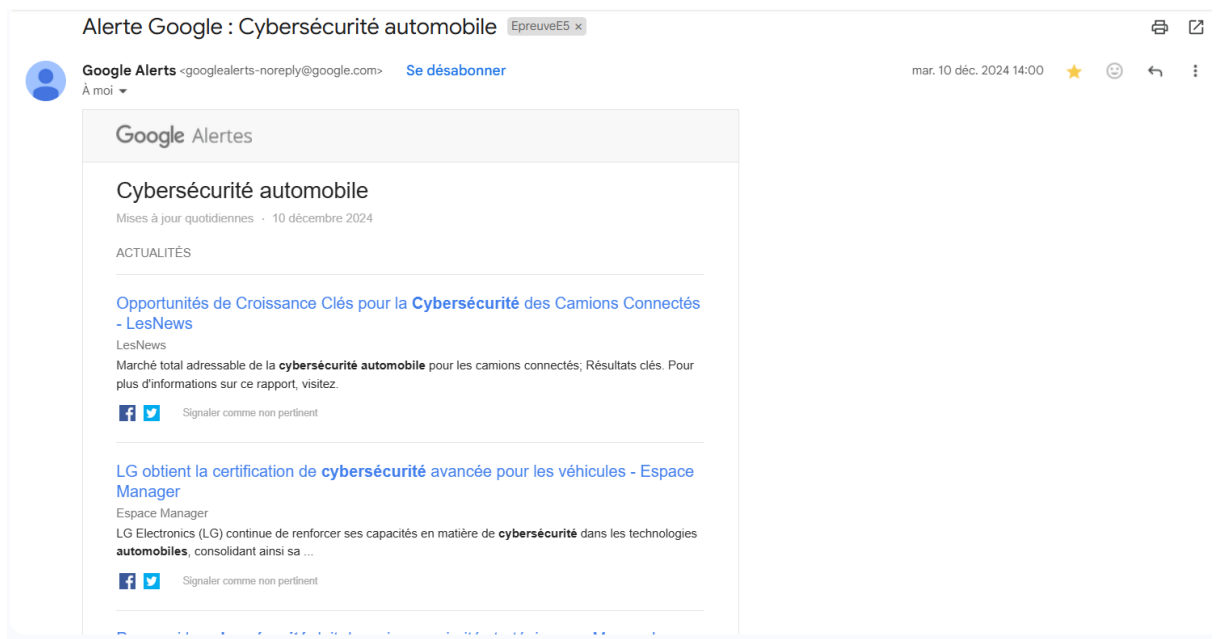 Alerte Google : Cybersécurité automobile EpreuveE5 ×
Google Alerts <googlealerts-noreply@google.com> Se désabonner mar. 10 déc. 2024 14:00
À moi
Google Alertes
Cybersécurité automobile
Mises à jour quotidiennes · 10 décembre 2024
ACTUALITÉS
Opportunités de Croissance Clés pour la Cybersécurité des Camions Connectés
- LesNews
LesNews
Marché total adressable de la cybersécurité automobile pour les camions connectés; Résultats clés. Pour
plus d'informations sur ce rapport, visitez.
Signaler comme non pertinent
LG obtient la certification de cybersécurité avancée pour les véhicules - Espace
Manager
Espace Manager
LG Electronics (LG) continue de renforcer ses capacités en matière de cybersécurité dans les technologies
automobiles, consolidant ainsi sa ...
Signaler comme non pertinent